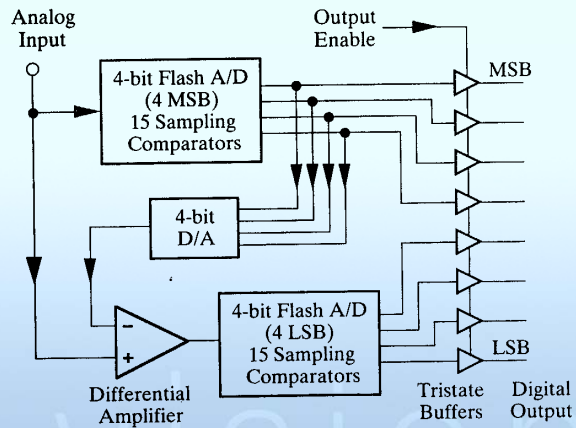 Analog
Input
Output
Enable
MSB
4-bit Flash A/D
(4 MSB)
15 Sampling
Comparators
4-bit
D/A
4-bit Flash A/D
(4 LSB)
15 Sampling
Comparators
−
+
LSB
Differential
Amplifier
Tristate
Buffers
Digital
Output